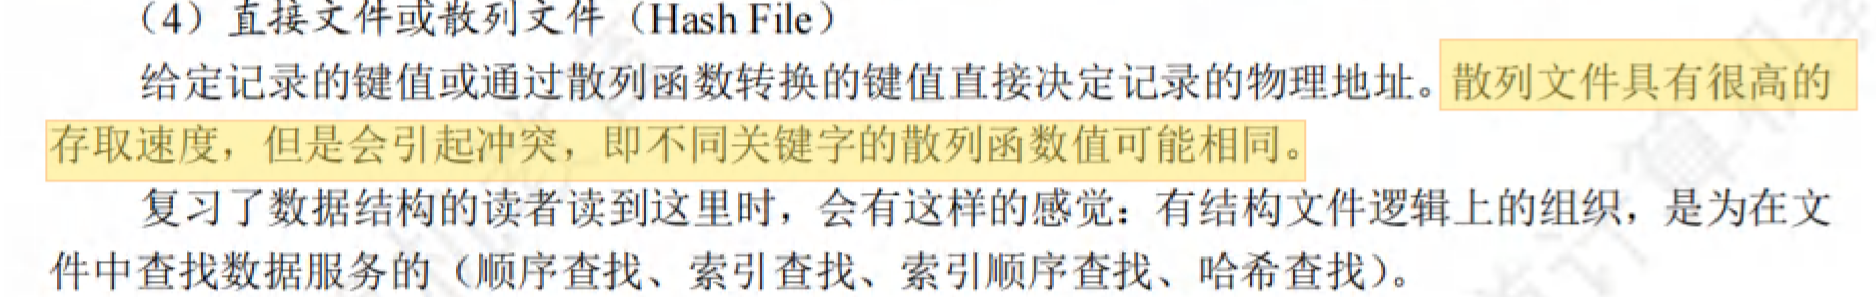 （4）直接文件或散列文件（Hash File）
给定记录的键值或通过散列函数转换的键值直接决定记录的物理地址。散列文件具有很高的
存取速度，但是会引起冲突，即不同关键字的散列函数值可能相同。
复习了数据结构的读者读到这里时，会有这样的感觉：有结构文件逻辑上的组织，是为在文
件中查找数据服务的（顺序查找、索引查找、索引顺序查找、哈希查找）。